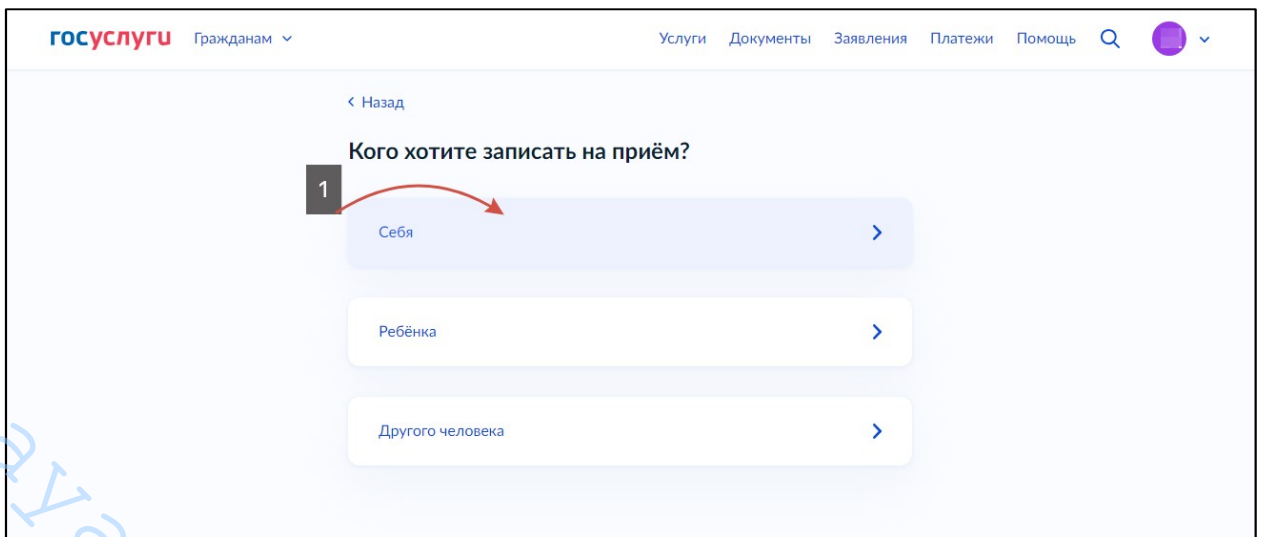 госуслуги Гражданам Услуги Документы Заявления Платежи Помощь
Назад
Кого хотите записать на приём?
1
Себя
Ребёнка
Другого человека